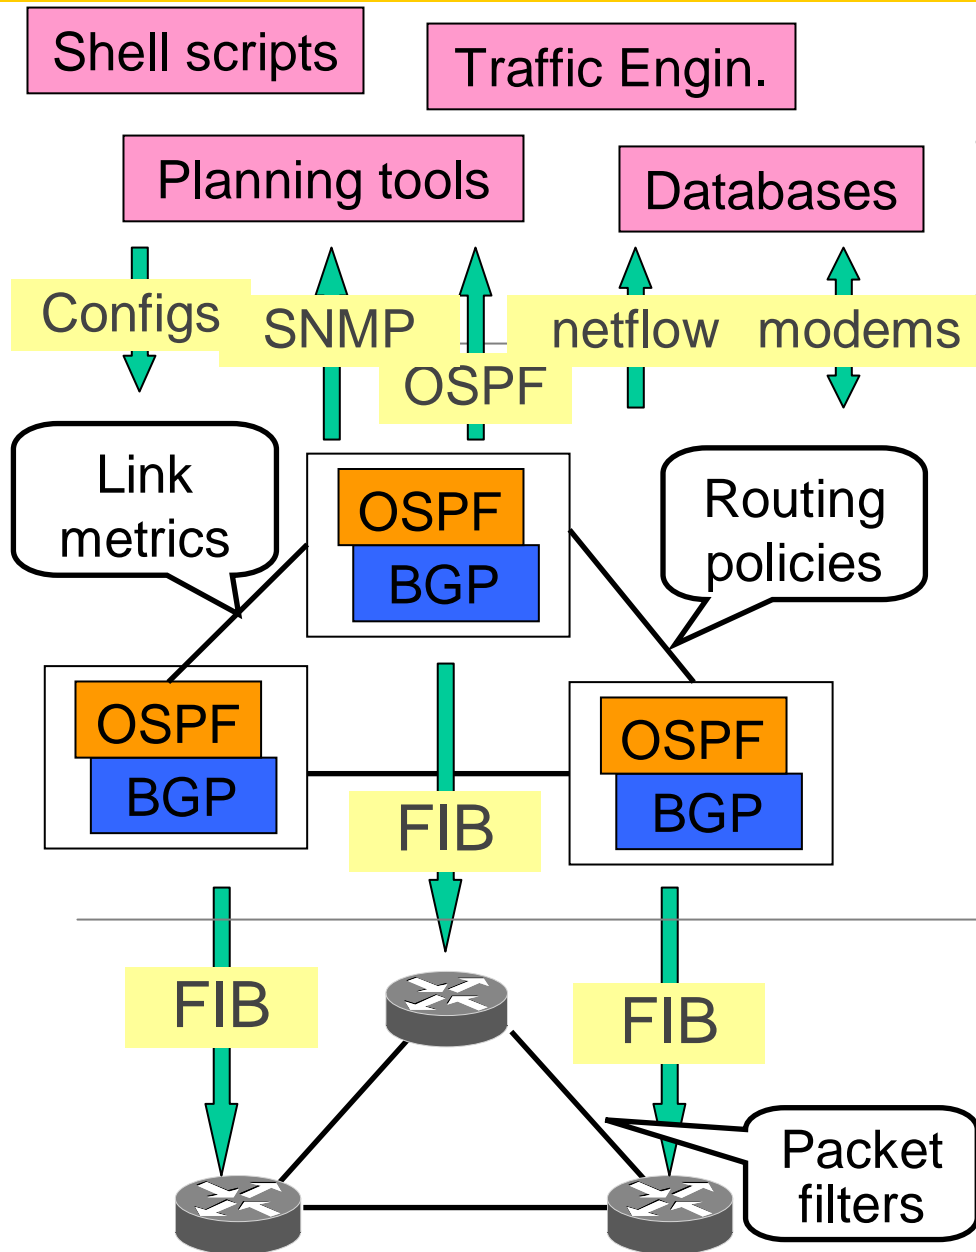 Shell scripts
Traffic Engin.
Planning tools
Databases
Configs
SNMP
netflow
modems
OSPF
Link
metrics
OSPF
BGP
Routing
policies
OSPF
BGP
OSPF
BGP
FIB
FIB
FIB
Packet
filters